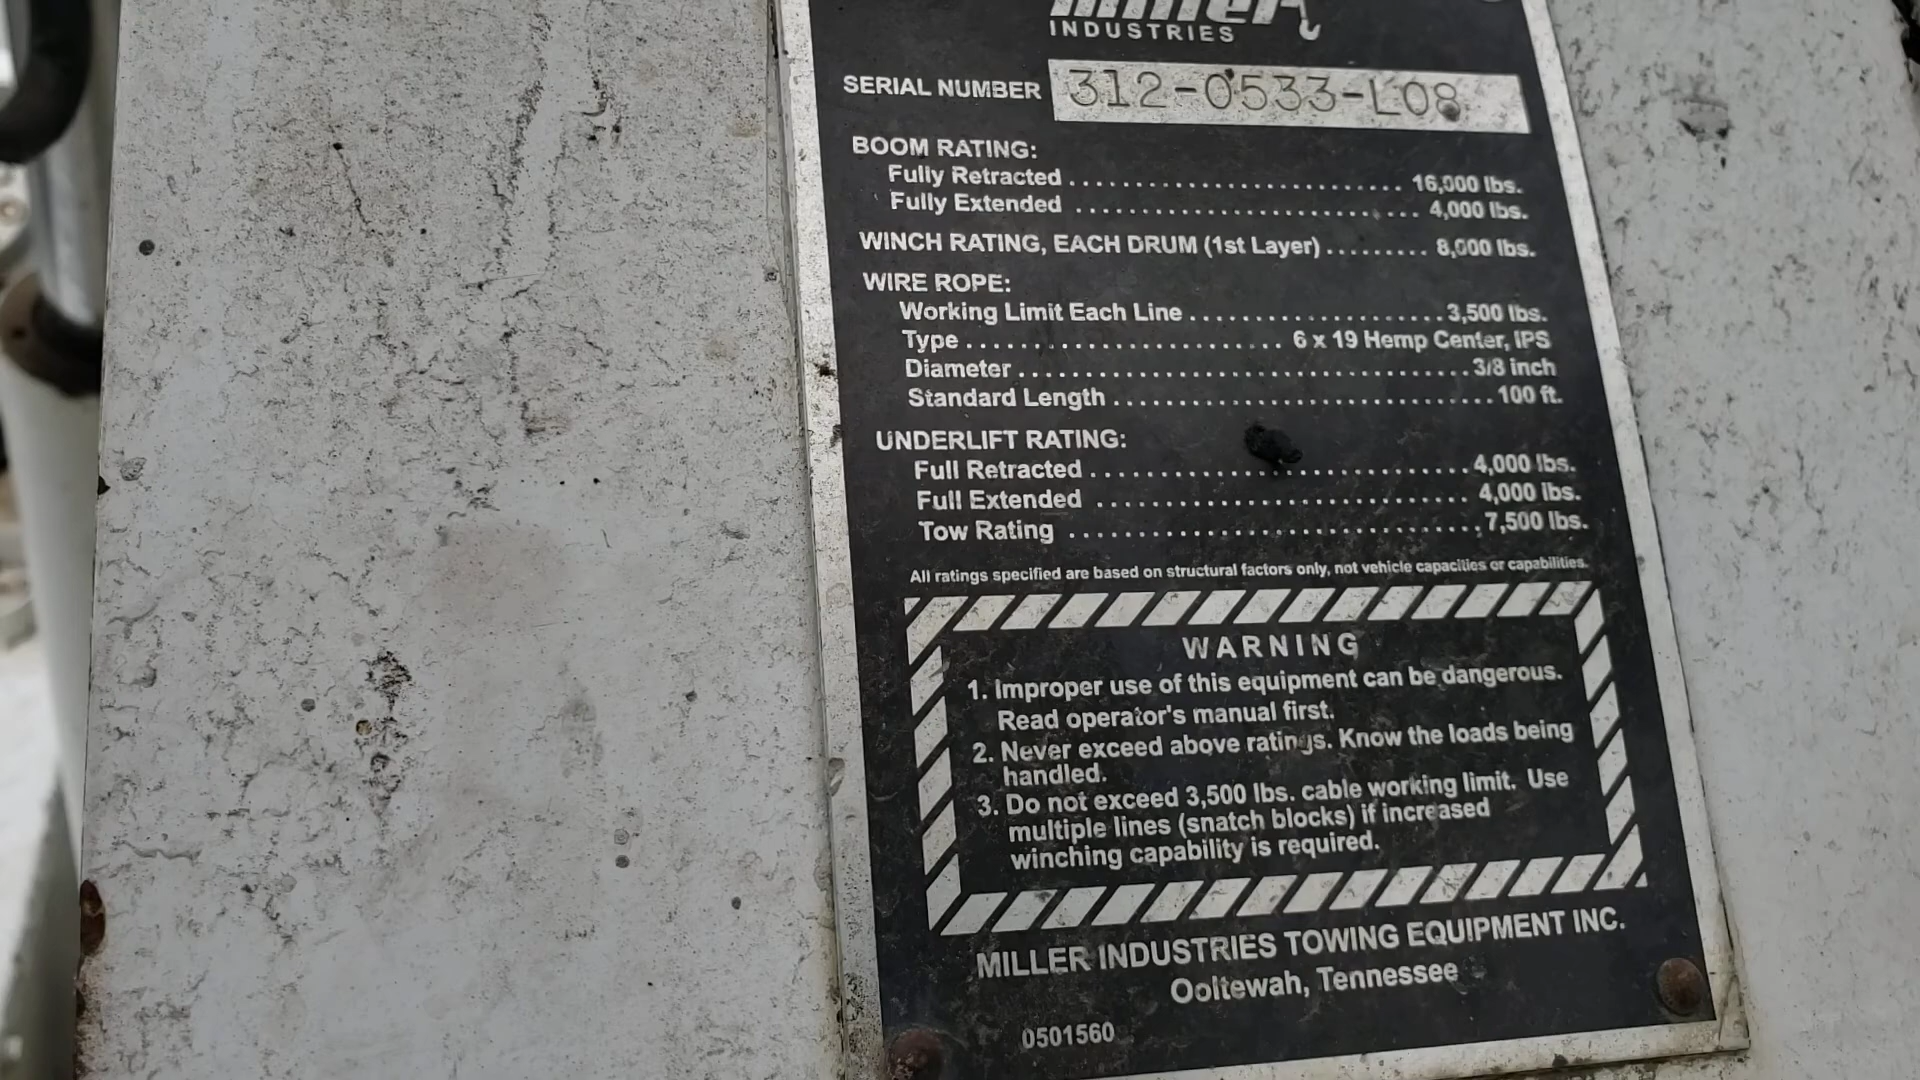 Miller
INDUSTRIES
SERIAL NUMBER 312-0533-L08
BOOM RATING:
Fully Retracted .......................... 16,000 lbs.
Fully Extended .......................... 4,000 lbs.
WINCH RATING, EACH DRUM (1st Layer) ........ 8,000 lbs.
WIRE ROPE:
Working Limit Each Line .................... 3,500 lbs.
Type ........................ 6 x 19 Hemp Center, IPS
Diameter .................................. 3/8 inch
Standard Length ............................. 100 ft.
UNDERLIFT RATING:
Full Retracted ............................. 4,000 lbs.
Full Extended ............................ 4,000 lbs.
Tow Rating ............................... 7,500 lbs.
All ratings specified are based on structural factors only, not vehicle capacities or capabilities.
WARNING
1. Improper use of this equipment can be dangerous.
Read operator's manual first.
2. Never exceed above ratings. Know the loads being
handled.
3. Do not exceed 3,500 lbs. cable working limit. Use
multiple lines (snatch blocks) if increased
winching capability is required.
MILLER INDUSTRIES TOWING EQUIPMENT INC.
Ooltewah, Tennessee
0501560